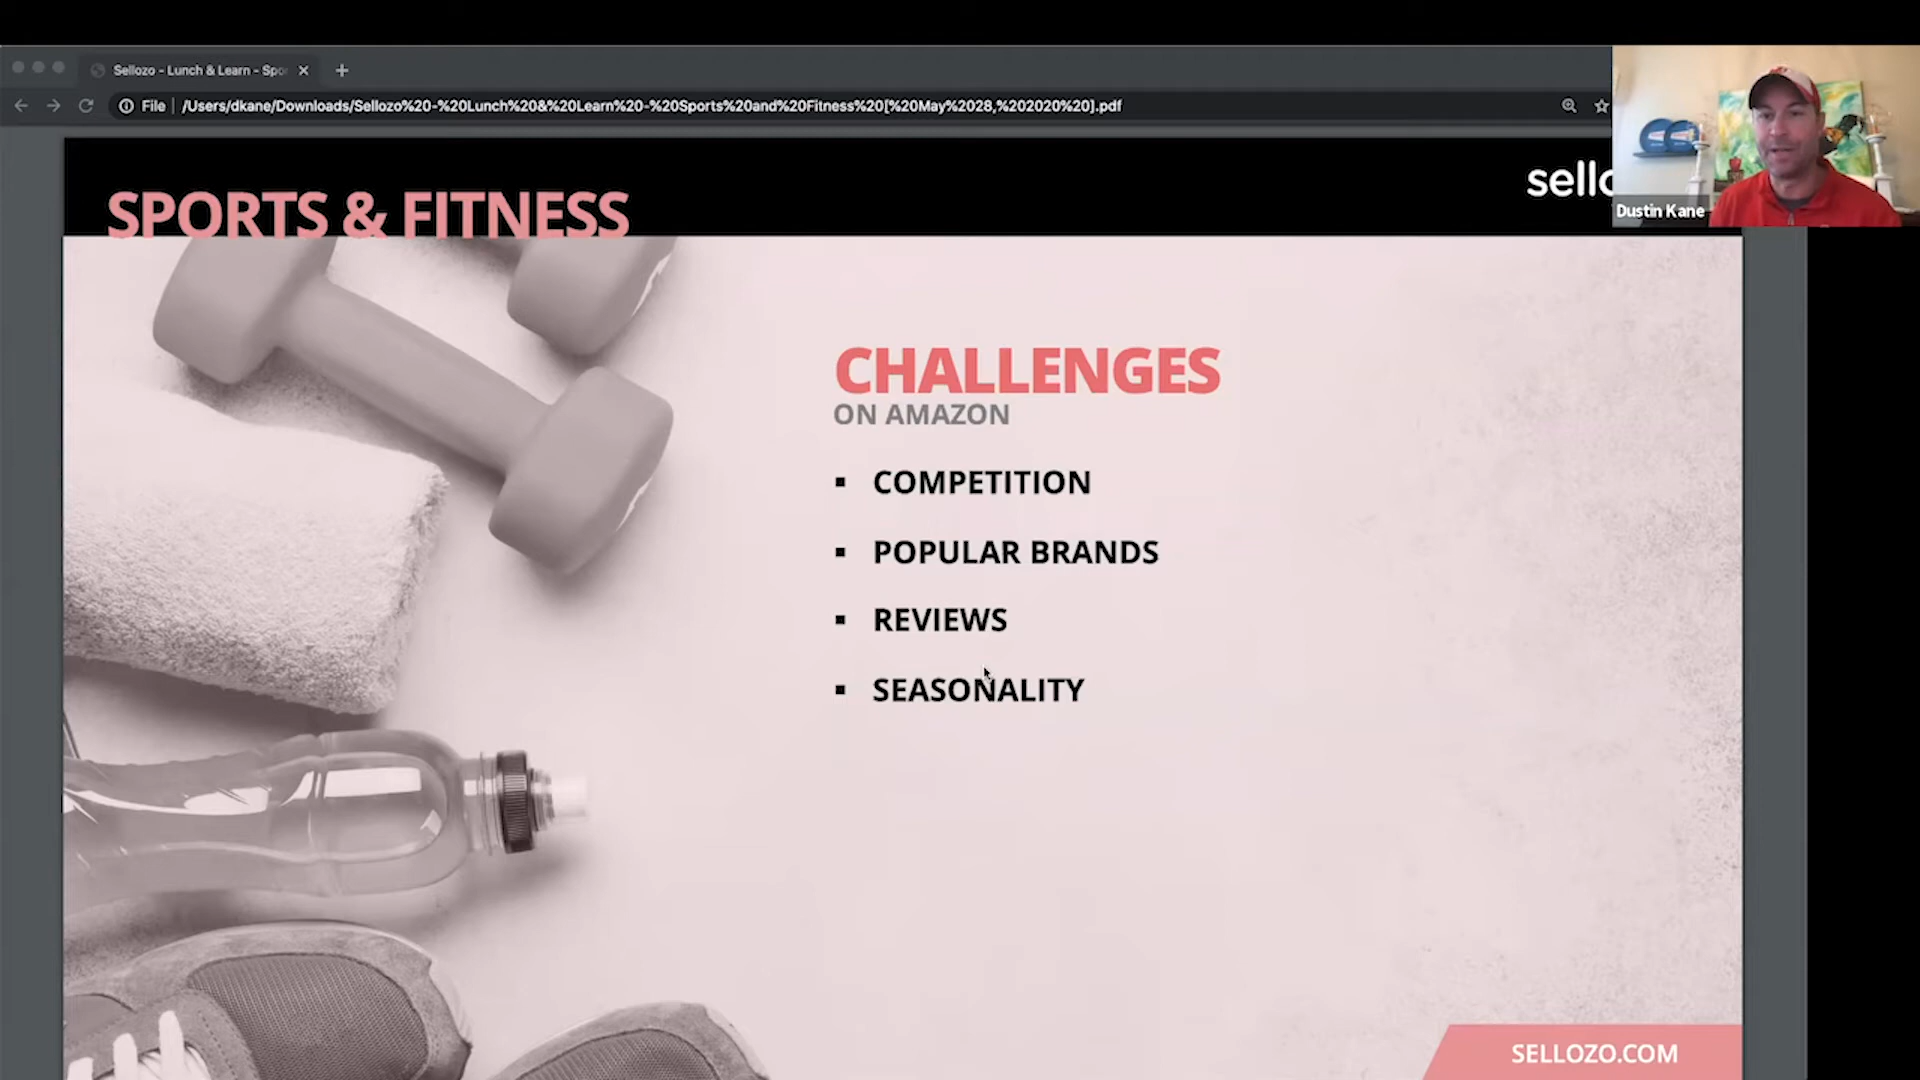 Sellozo - Lunch & Learn - Spo
File
/Users/dkane/Downloads/Sellozo%20-%20Lunch%20&%20Learn%20-%20Sports%20and%20Fitness%20[%20May%2028,%202020%20].pdf
SPORTS & FITNESS
sello
Dustin Kane
CHALLENGES
ON AMAZON
▪ COMPETITION
▪ POPULAR BRANDS
▪ REVIEWS
▪ SEASONALITY
SELLOZO.COM